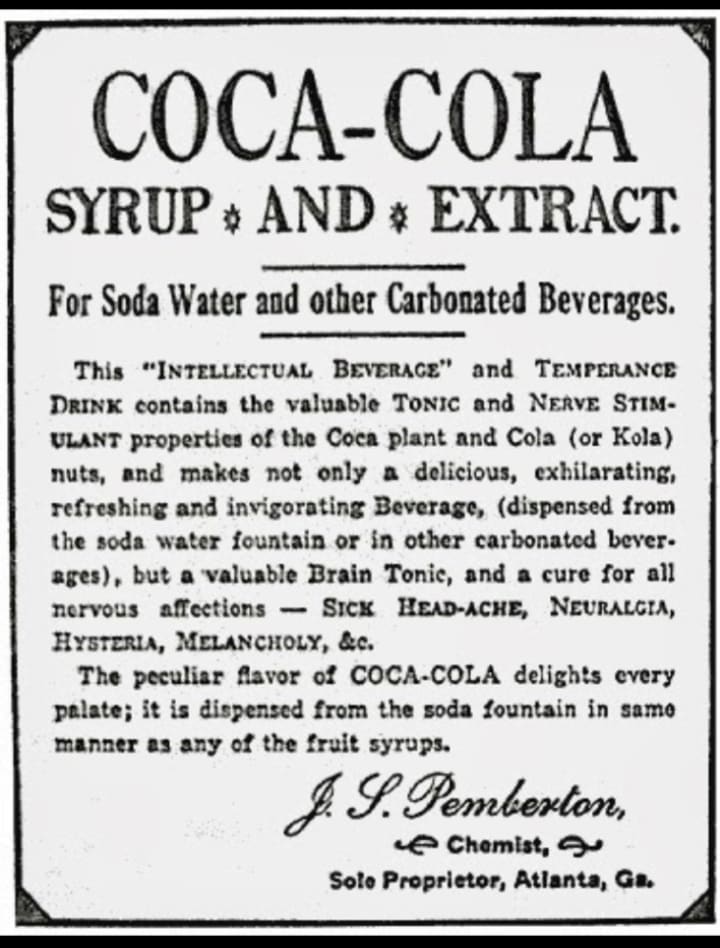 COCA-COLA
SYRUP * AND * EXTRACT.
For Soda Water and other Carbonated Beverages.
This "INTELLECTUAL BEVERAGE" and TEMPERANCE
DRINK contains the valuable TONIC and NERVE STIM-
ULANT properties of the Coca plant and Cola (or Kola)
nuts, and makes not only a delicious, exhilarating,
refreshing and invigorating Beverage, (dispensed from
the soda water fountain or in other carbonated bever-
ages), but a valuable Brain Tonic, and a cure for all
nervous affections — SICK HEAD-ACHE, NEURALGIA,
HYSTERIA, MELANCHOLY, &c.
The peculiar flavor of COCA-COLA delights every
palate; it is dispensed from the soda fountain in same
manner as any of the fruit syrups.
J. S. Pemberton,
Chemist,
Sole Proprietor, Atlanta, Ga.